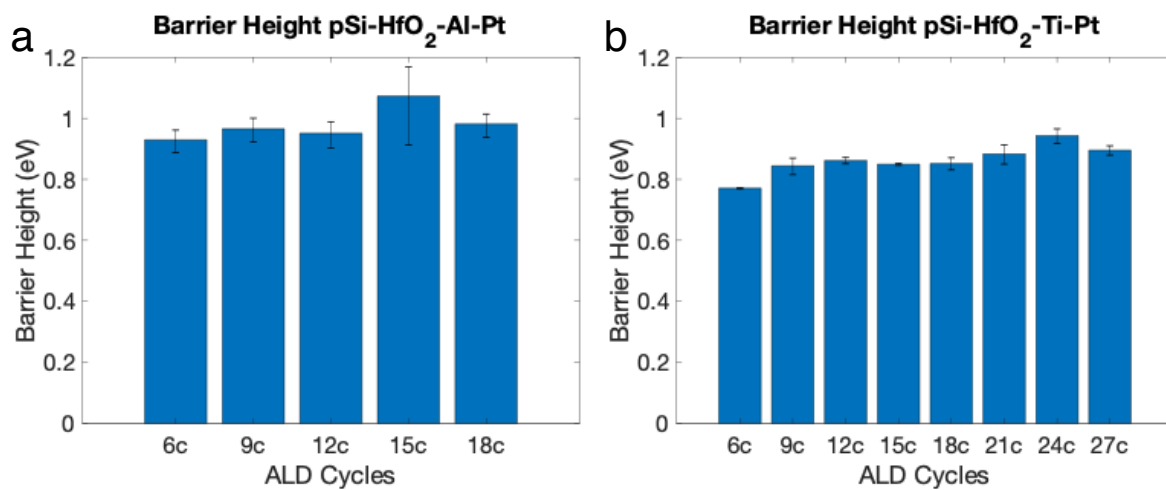 a
Barrier Height pSi-HfO₂-Al-Pt
Barrier Height (eV)
1.2
1
0.8
0.6
0.4
0.2
0
6c 9c 12c 15c 18c
ALD Cycles
b
Barrier Height pSi-HfO₂-Ti-Pt
Barrier Height (eV)
1.2
1
0.8
0.6
0.4
0.2
0
6c 9c 12c 15c 18c 21c 24c 27c
ALD Cycles